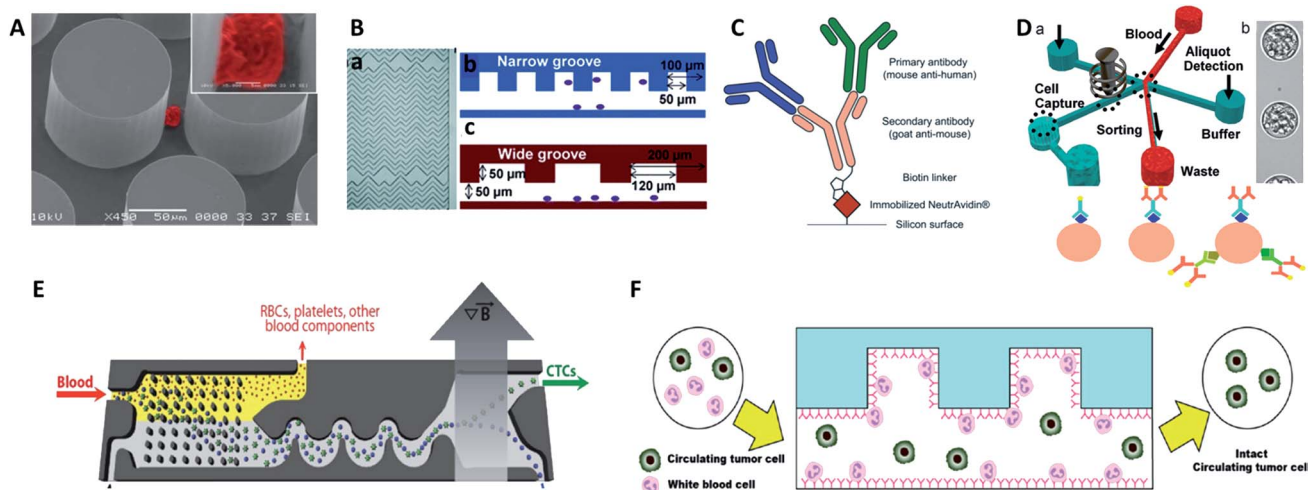 A
10kV X450 50µm 0000 33 37 SEI
B
a
b
Narrow groove
100 µm
50 µm
c
Wide groove
200 µm
50 µm
50 µm
120 µm
C
Primary antibody
(mouse anti-human)
Secondary antibody
(goat anti-mouse)
Biotin linker
Immobilized NeutrAvidin®
Silicon surface
D
a
b
Blood
Aliquot
Detection
Cell
Capture
Sorting
Buffer
Waste
E
RBCs, platelets, other
blood components
▽B
Blood
CTCs
F
Circulating tumor cell
White blood cell
Intact
Circulating tumor cell